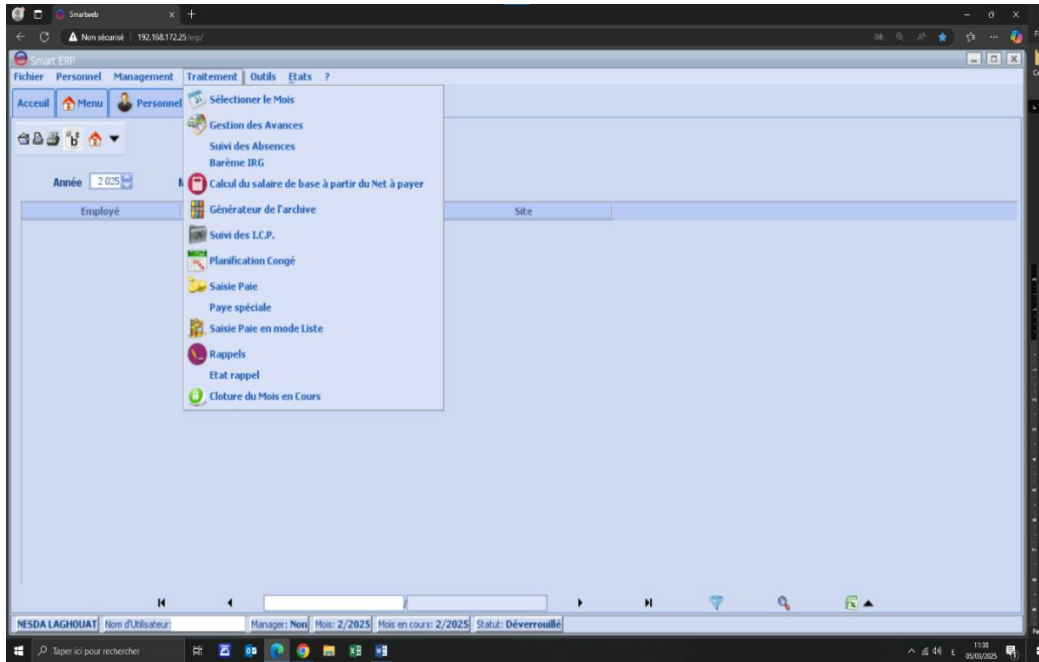 Smartweb
Non sécurisé | 192.168.172.25/erp/
Smart ERP
Fichier Personnel Management Traitement Outils Etats ?
Acceuil Menu Personnel
Sélectioner le Mois
Gestion des Avances
Suivi des Absences
Barème IRG
Année 2 025
Calcul du salaire de base à partir du Net à payer
Employé
Générateur de l'archive
Site
Suivi des I.C.P.
Planification Congé
Saisie Paie
Paye spéciale
Saisie Paie en mode Liste
Rappels
Etat rappel
Cloture du Mois en Cours
/
NESDA LAGHOUAT Nom d'Utilisateur: Manager: Non Mois: 2/2025 Mois en cours: 2/2025 Statut: Déverrouillé
Taper ici pour rechercher
11:38
05/03/2025